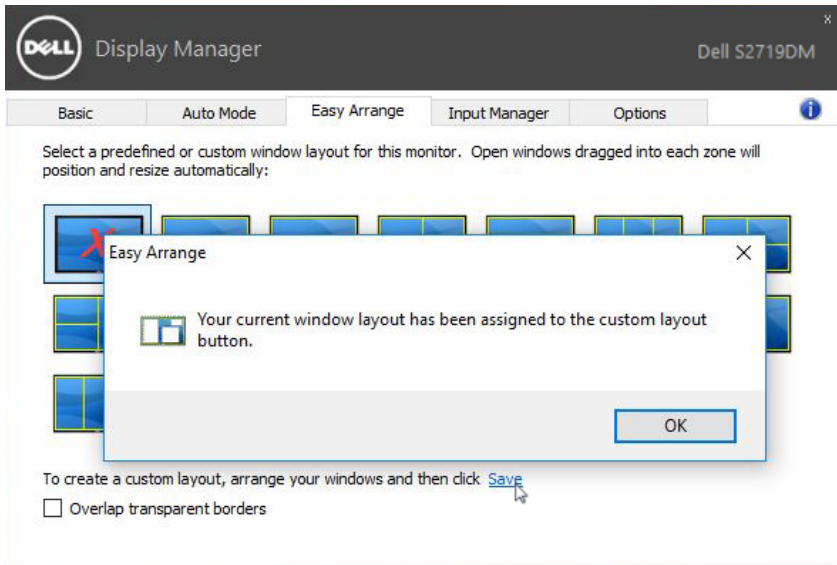 DELL
Display Manager
Dell S2719DM
x
Basic
Auto Mode
Easy Arrange
Input Manager
Options
i
Select a predefined or custom window layout for this monitor. Open windows dragged into each zone will
position and resize automatically:
X
Easy Arrange
Your current window layout has been assigned to the custom layout
button.
OK
To create a custom layout, arrange your windows and then click Save
Overlap transparent borders